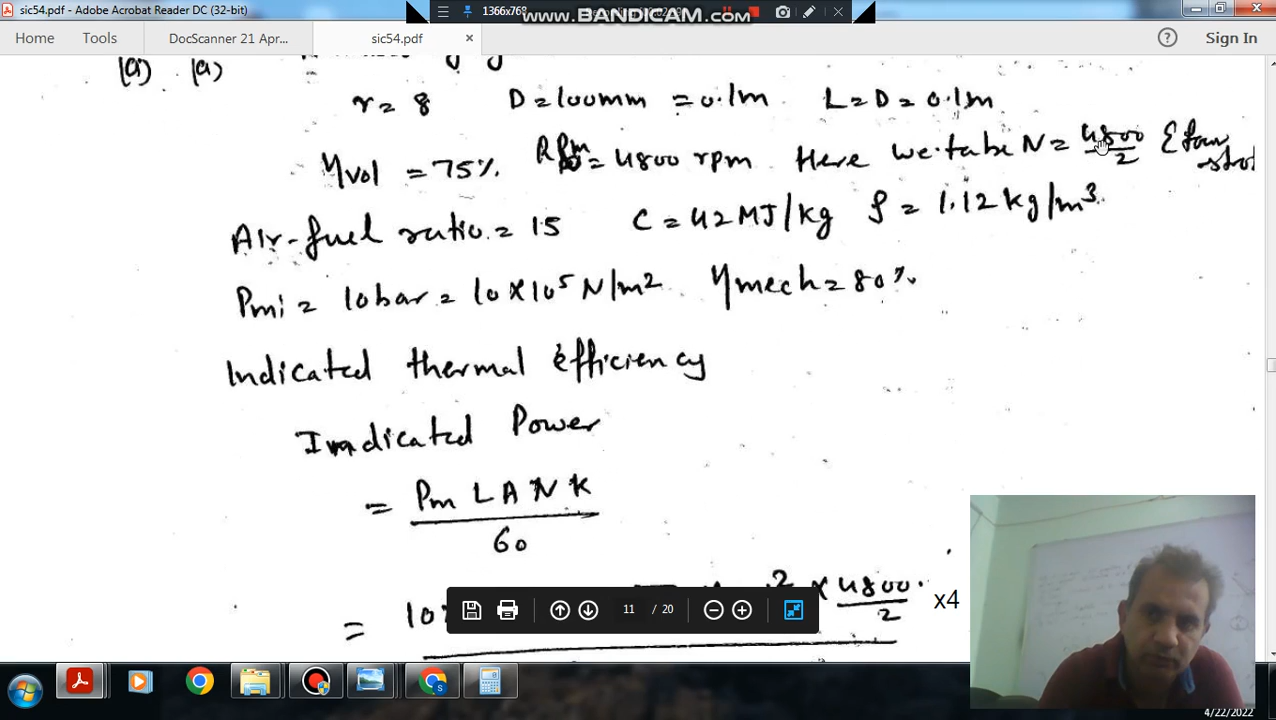 sic54.pdf - Adobe Acrobat Reader DC (32-bit)
1366x768
www.BANDICAM.com
Home Tools DocScanner 21 Apr... sic54.pdf × Sign In
(a) (a)
r = 8 D = 100mm = 0.1m L = D = 0.1m
ηvol = 75% RPm = 4800 rpm Here we take N = 4800/2 {four
Air-fuel ratio = 15 C = 42 MJ/kg ρ = 1.12 kg/m³
Pmi = 10bar = 10×10⁵ N/m² ηmech = 80%
Indicated thermal efficiency
Indicated Power
= Pm L A N K
60
= 10 ² × 4800/2 x4
11 / 20
4/22/2022